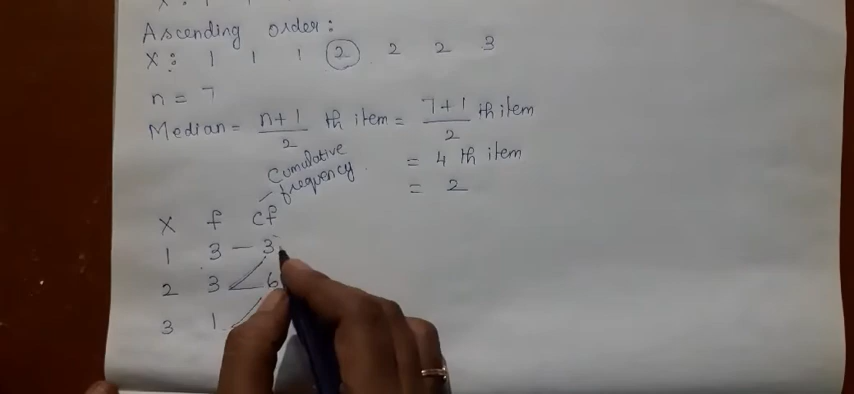 Ascending order:
X: 1 1 1 2 2 2 3
n = 7
Median = n+1/2 th item = 7+1/2 th item
= 4 th item
= 2
Cumulative frequency
X f cf
1 3 — 3
2 3 6
3 1